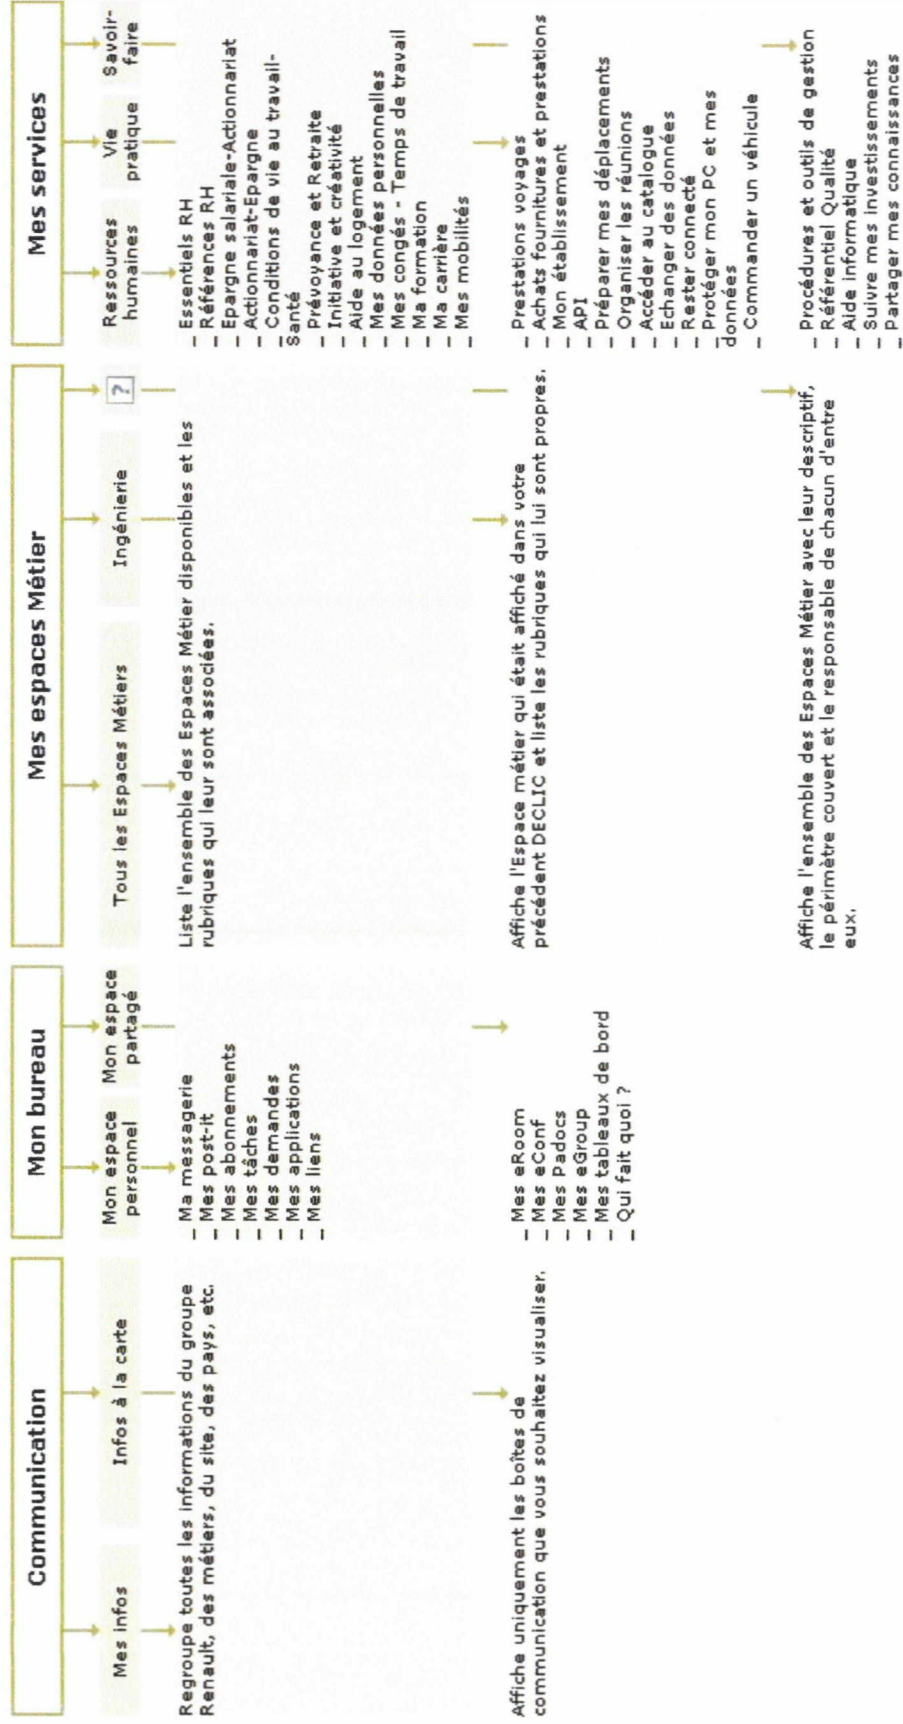 Communication
Mes infos
Infos à la carte
Regroupe toutes les informations du groupe
Renault, des métiers, du site, des pays, etc.
Affiche uniquement les boîtes de
communication que vous souhaitez visualiser.
Mon bureau
Mon espace
personnel
Mon espace
partagé
– Ma messagerie
– Mes post-it
– Mes abonnements
– Mes tâches
– Mes demandes
– Mes applications
– Mes liens
– Mes eRoom
– Mes eConf
– Mes Padocs
– Mes eGroup
– Mes tableaux de bord
– Qui fait quoi ?
Mes espaces Métier
Tous les Espaces Métiers
Ingénierie
?
Liste l'ensemble des Espaces Métier disponibles et les
rubriques qui leur sont associées.
Affiche l'Espace métier qui était affiché dans votre
précédent DECLIC et liste les rubriques qui lui sont propres.
Affiche l'ensemble des Espaces Métier avec leur descriptif,
le périmètre couvert et le responsable de chacun d'entre
eux.
Mes services
Ressources
humaines
Vie
pratique
Savoir-
faire
– Essentiels RH
– Références RH
– Epargne salariale-Actionnariat
– Actionnariat-Epargne
– Conditions de vie au travail-
Santé
– Prévoyance et Retraite
– Initiative et créativité
– Aide au logement
– Mes données personnelles
– Mes congés - Temps de travail
– Ma formation
– Ma carrière
– Mes mobilités
– Prestations voyages
– Achats fournitures et prestations
– Mon établissement
– API
– Préparer mes déplacements
– Organiser les réunions
– Accéder au catalogue
– Echanger des données
– Rester connecté
– Protéger mon PC et mes
données
– Commander un véhicule
– Procédures et outils de gestion
– Référentiel Qualité
– Aide informatique
– Suivre mes investissements
– Partager mes connaissances